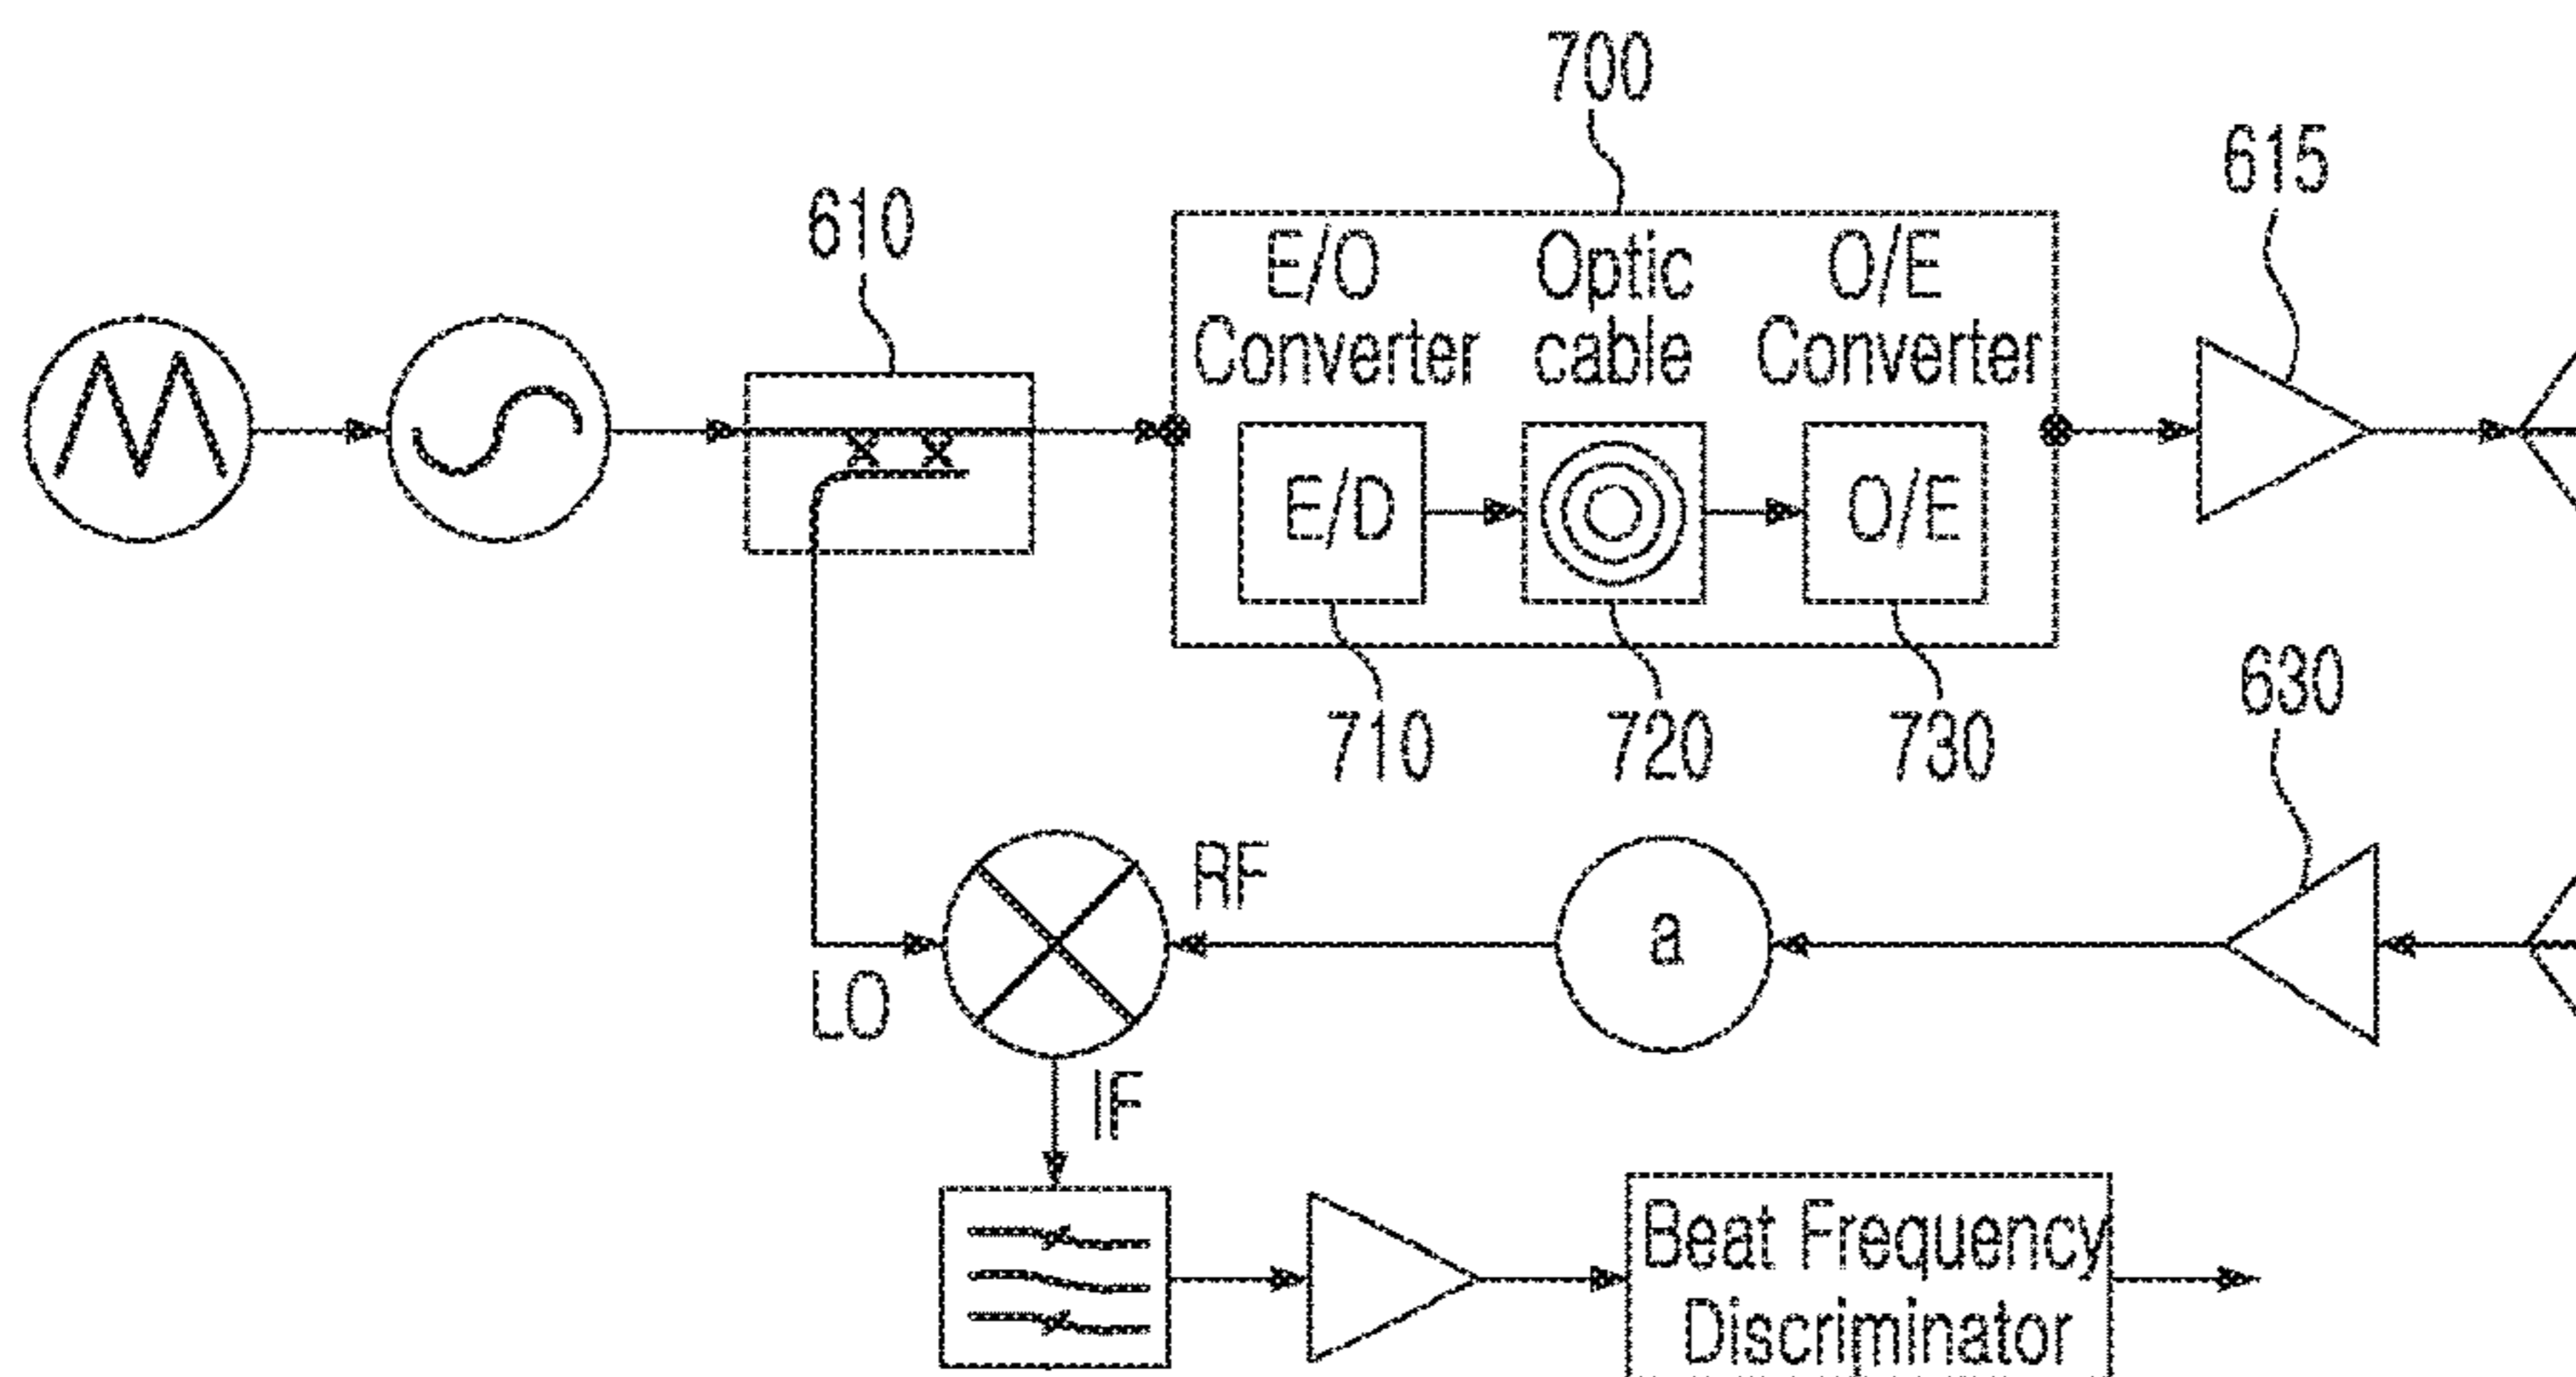 700
615
610
E/O Optic O/E
Converter cable Converter
E/D O/E
710 720 730
630
RF
a
LO
IF
Beat Frequency
Discriminator